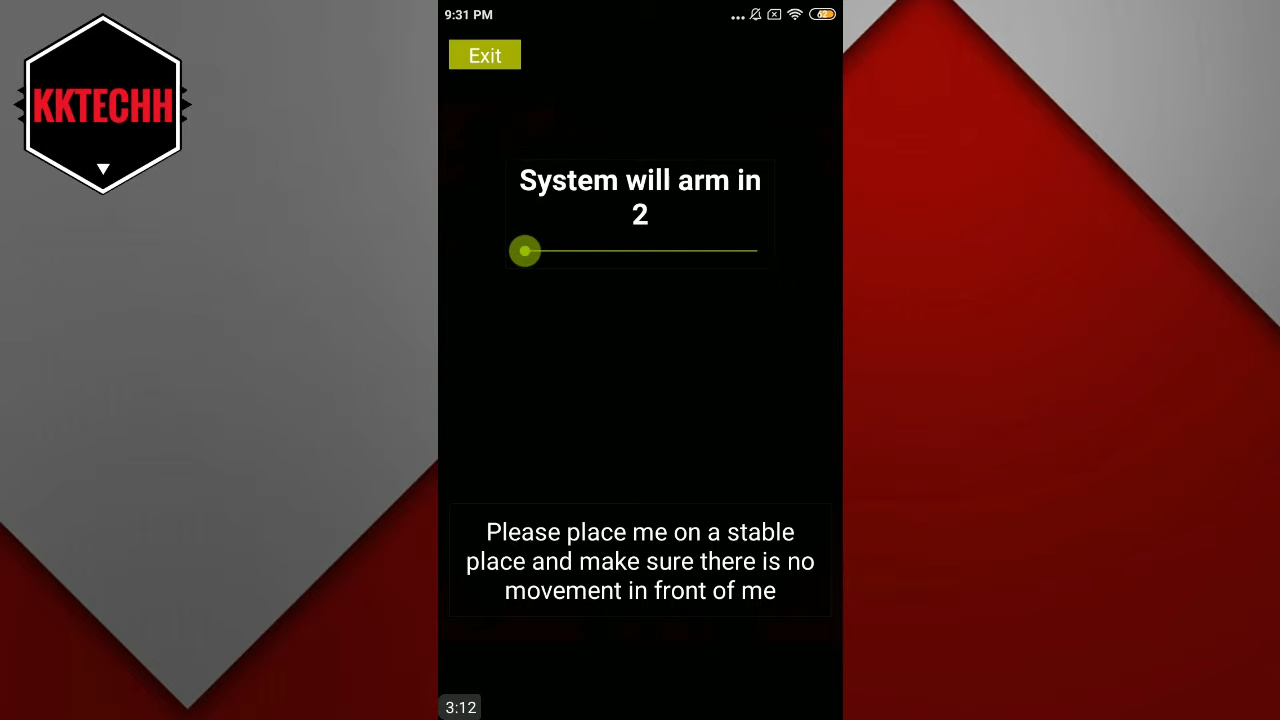 KKTECHH
9:31 PM
62
Exit
System will arm in
2
Please place me on a stable
place and make sure there is no
movement in front of me
3:12